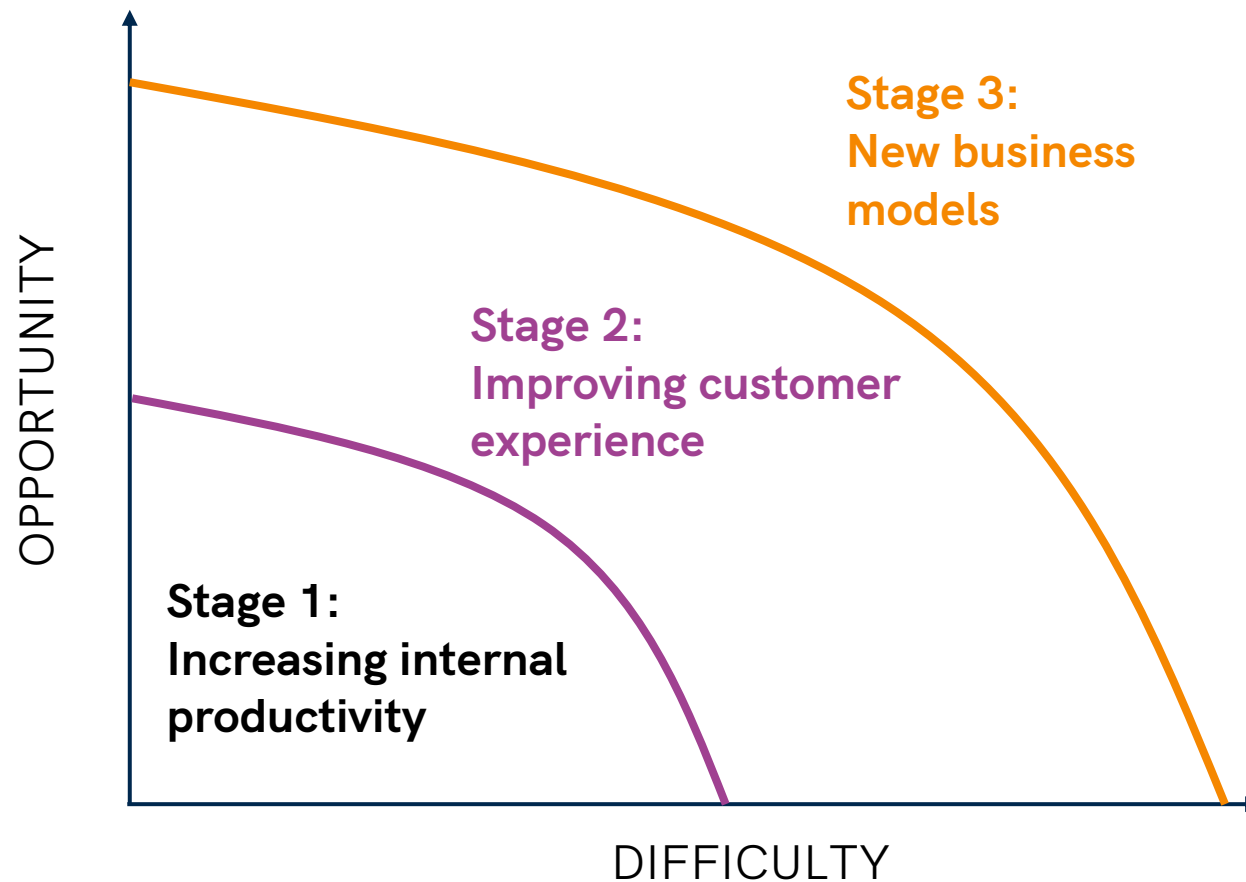 OPPORTUNITY
Stage 3:
New business
models
Stage 2:
Improving customer
experience
Stage 1:
Increasing internal
productivity
DIFFICULTY